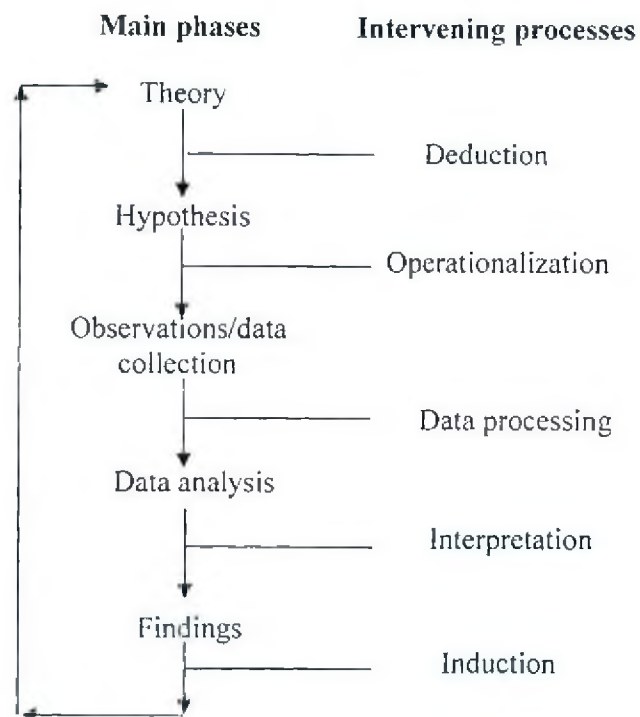 Main phases Intervening processes
Theory
Deduction
Hypothesis
Operationalization
Observations/data
collection
Data processing
Data analysis
Interpretation
Findings
Induction